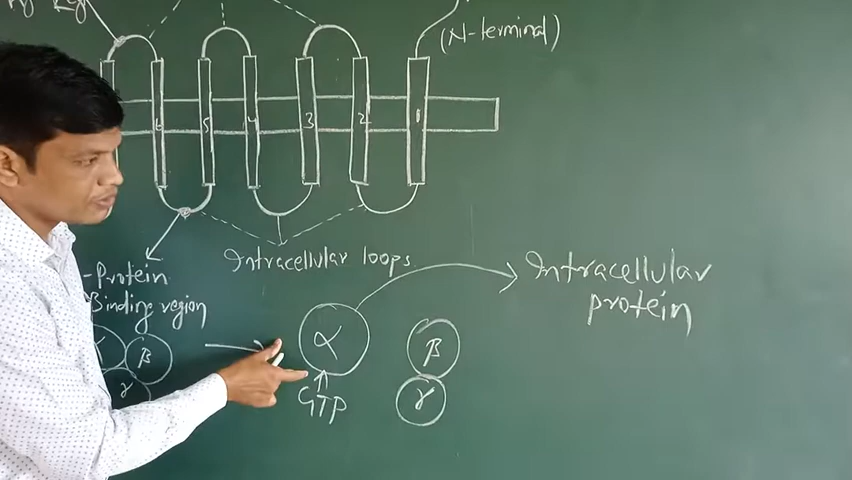 (N-terminal)
6 5 4 3 2 1
Intracellular loops
-Protein
Binding region
Intracellular
protein
α
β
β
γ
γ
GTP